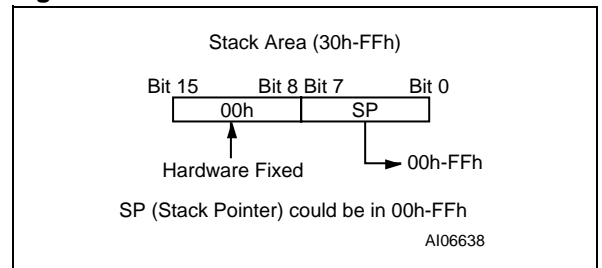 Stack Area (30h-FFh)
Bit 15 Bit 8 Bit 7 Bit 0
00h SP
Hardware Fixed 00h-FFh
SP (Stack Pointer) could be in 00h-FFh
AI06638